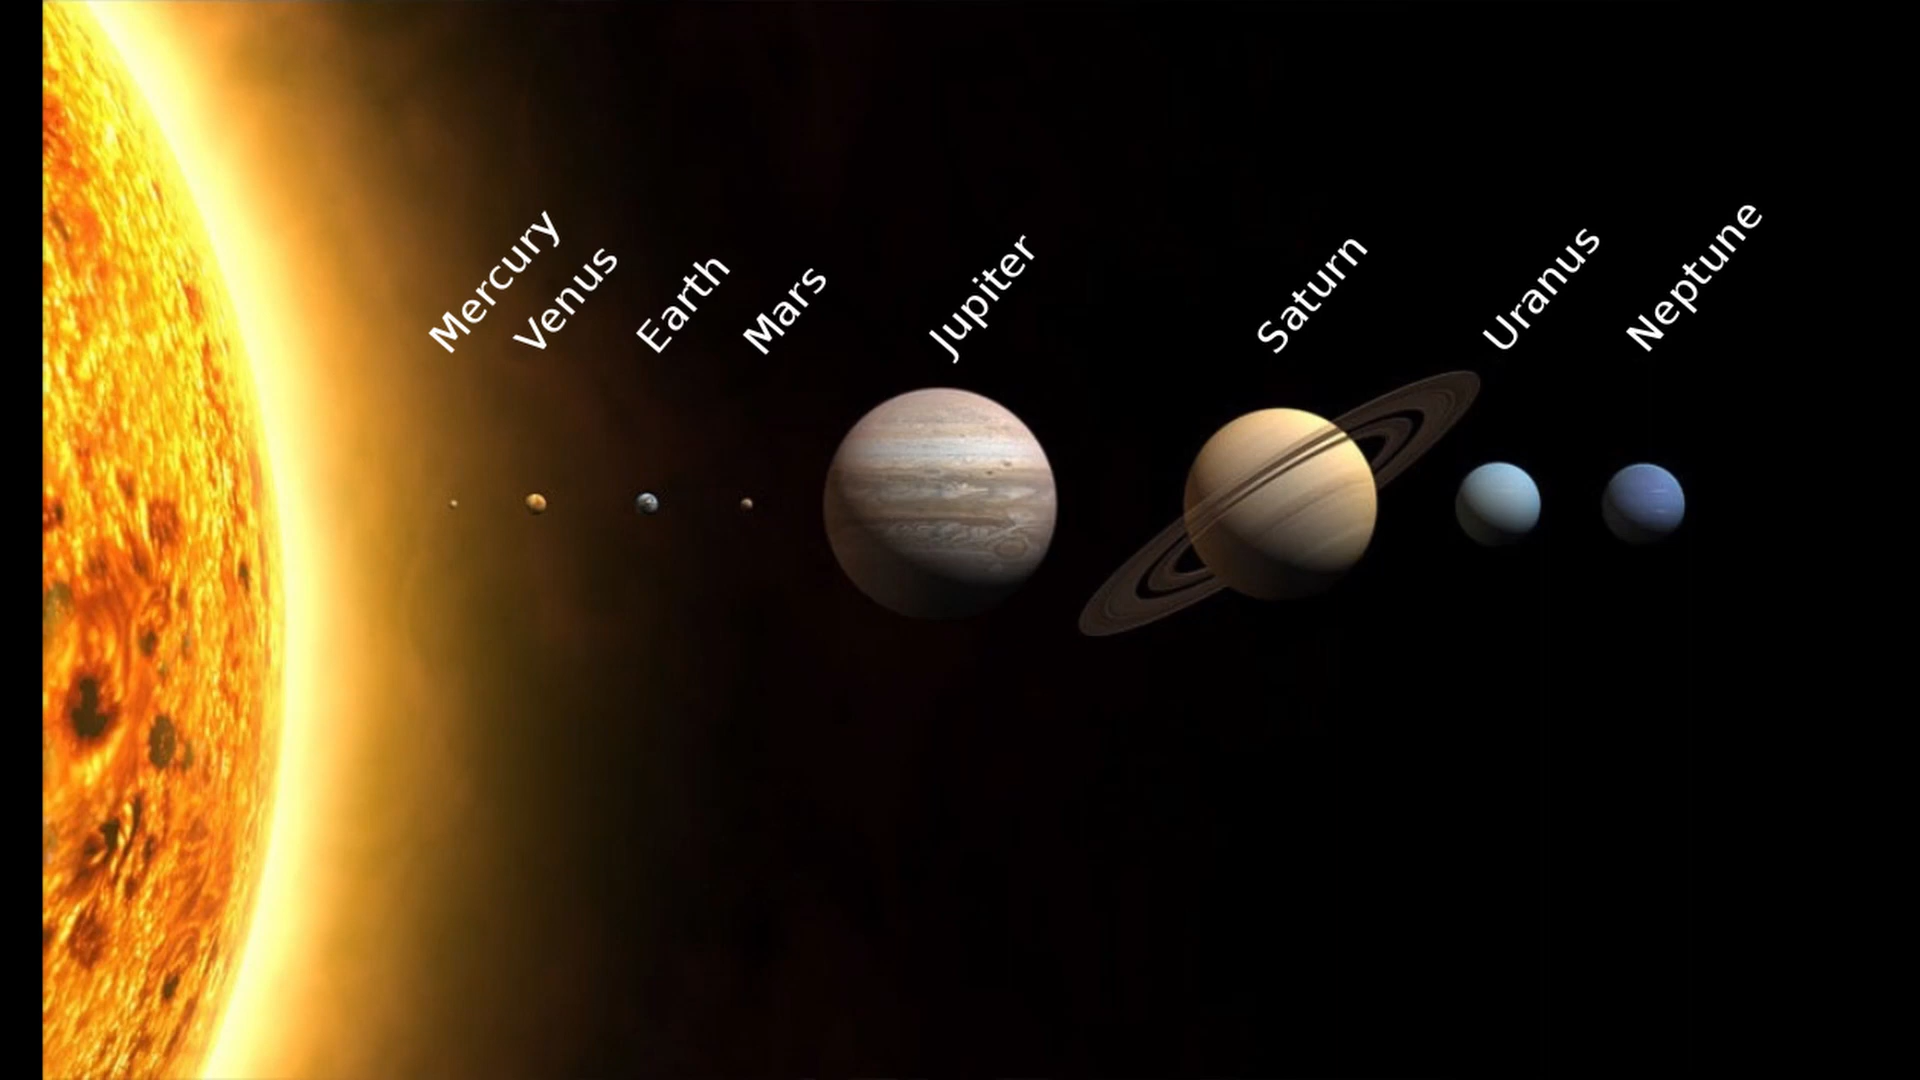 Mercury
Venus
Earth
Mars
Jupiter
Saturn
Uranus
Neptune